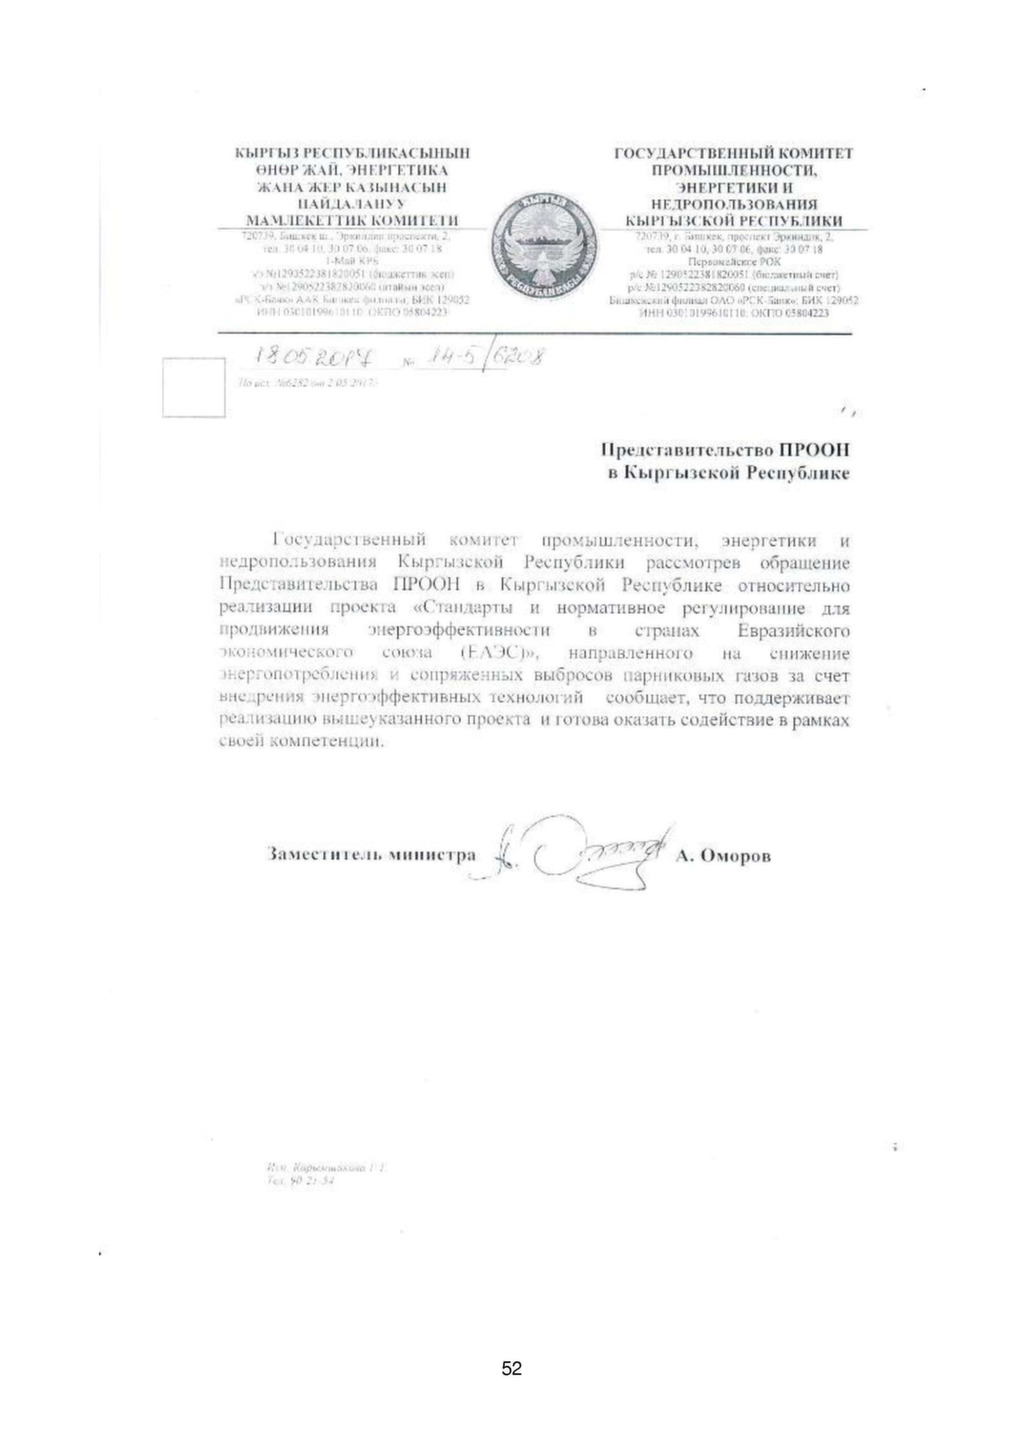 КЫРГЫЗ РЕСПУБЛИКАСЫНЫН
ӨНӨР ЖАЙ, ЭНЕРГЕТИКА
ЖАНА ЖЕР КАЗЫНАСЫН
ПАЙДАЛАНУУ
МАМЛЕКЕТТИК КОМИТЕТИ
720739, Бишкек ш., Эркиндик проспекти, 2,
тел. 30 04 10, 30 07 06, факс: 30 07 18
1-Май КРБ
э/э №1290522381820051 (бюджеттик эсеп)
э/э №1290522382820060 (атайын эсеп)
«РСК-Банк» ААК Бишкек филиалы, БИК 129052
ИНН 03010199610110, ОКПО 05804223
ГОСУДАРСТВЕННЫЙ КОМИТЕТ
ПРОМЫШЛЕННОСТИ,
ЭНЕРГЕТИКИ И
НЕДРОПОЛЬЗОВАНИЯ
КЫРГЫЗСКОЙ РЕСПУБЛИКИ
720739, г. Бишкек, проспект Эркиндик, 2,
тел. 30 04 10, 30 07 06, факс: 30 07 18
Первомайское РОК
р/с № 1290522381820051 (бюджетный счет)
р/с №1290522382820060 (специальный счет)
Бишкекский филиал ОАО «РСК-Банк»: БИК 129052
ИНН 03010199610110, ОКПО 05804223
КЫРГЫЗ РЕСПУБЛИКАСЫ
18.05.2017 № 14-5/6208
№6282 от 2.05.2017г.
Представительство ПРООН
в Кыргызской Республике
Государственный комитет промышленности, энергетики и
недропользования Кыргызской Республики рассмотрев обращение
Представительства ПРООН в Кыргызской Республике относительно
реализации проекта «Стандарты и нормативное регулирование для
продвижения энергоэффективности в странах Евразийского
экономического союза (ЕАЭС)», направленного на снижение
энергопотребления и сопряженных выбросов парниковых газов за счет
внедрения энергоэффективных технологий сообщает, что поддерживает
реализацию вышеуказанного проекта и готова оказать содействие в рамках
своей компетенции.
Заместитель министра А. Оморов
Тел. 90 21-54
52